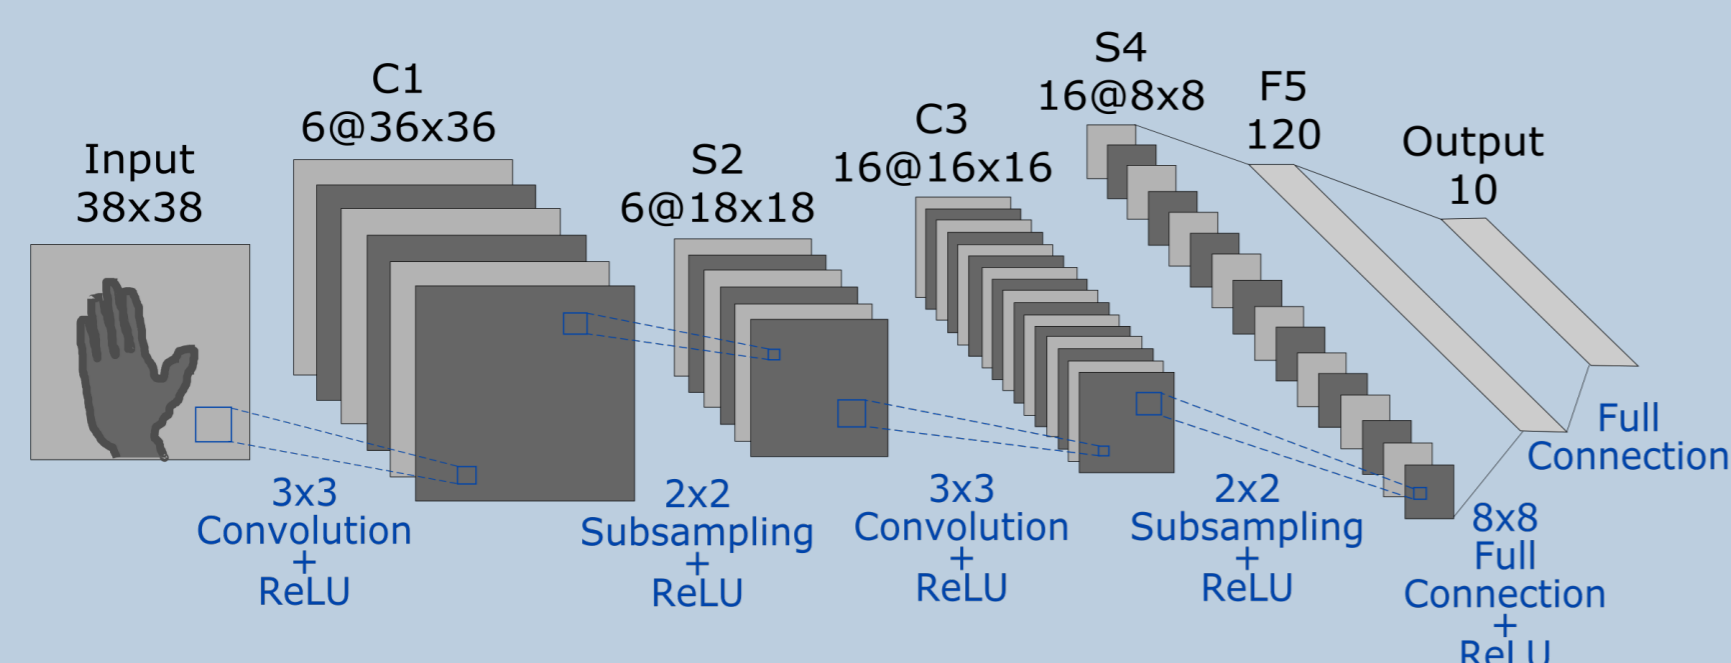 Input
38x38
C1
6@36x36
S2
6@18x18
C3
16@16x16
S4
16@8x8
F5
120
Output
10
3x3
Convolution
+
ReLU
2x2
Subsampling
+
ReLU
3x3
Convolution
+
ReLU
2x2
Subsampling
+
ReLU
8x8
Full
Connection
+
ReLU
Full
Connection